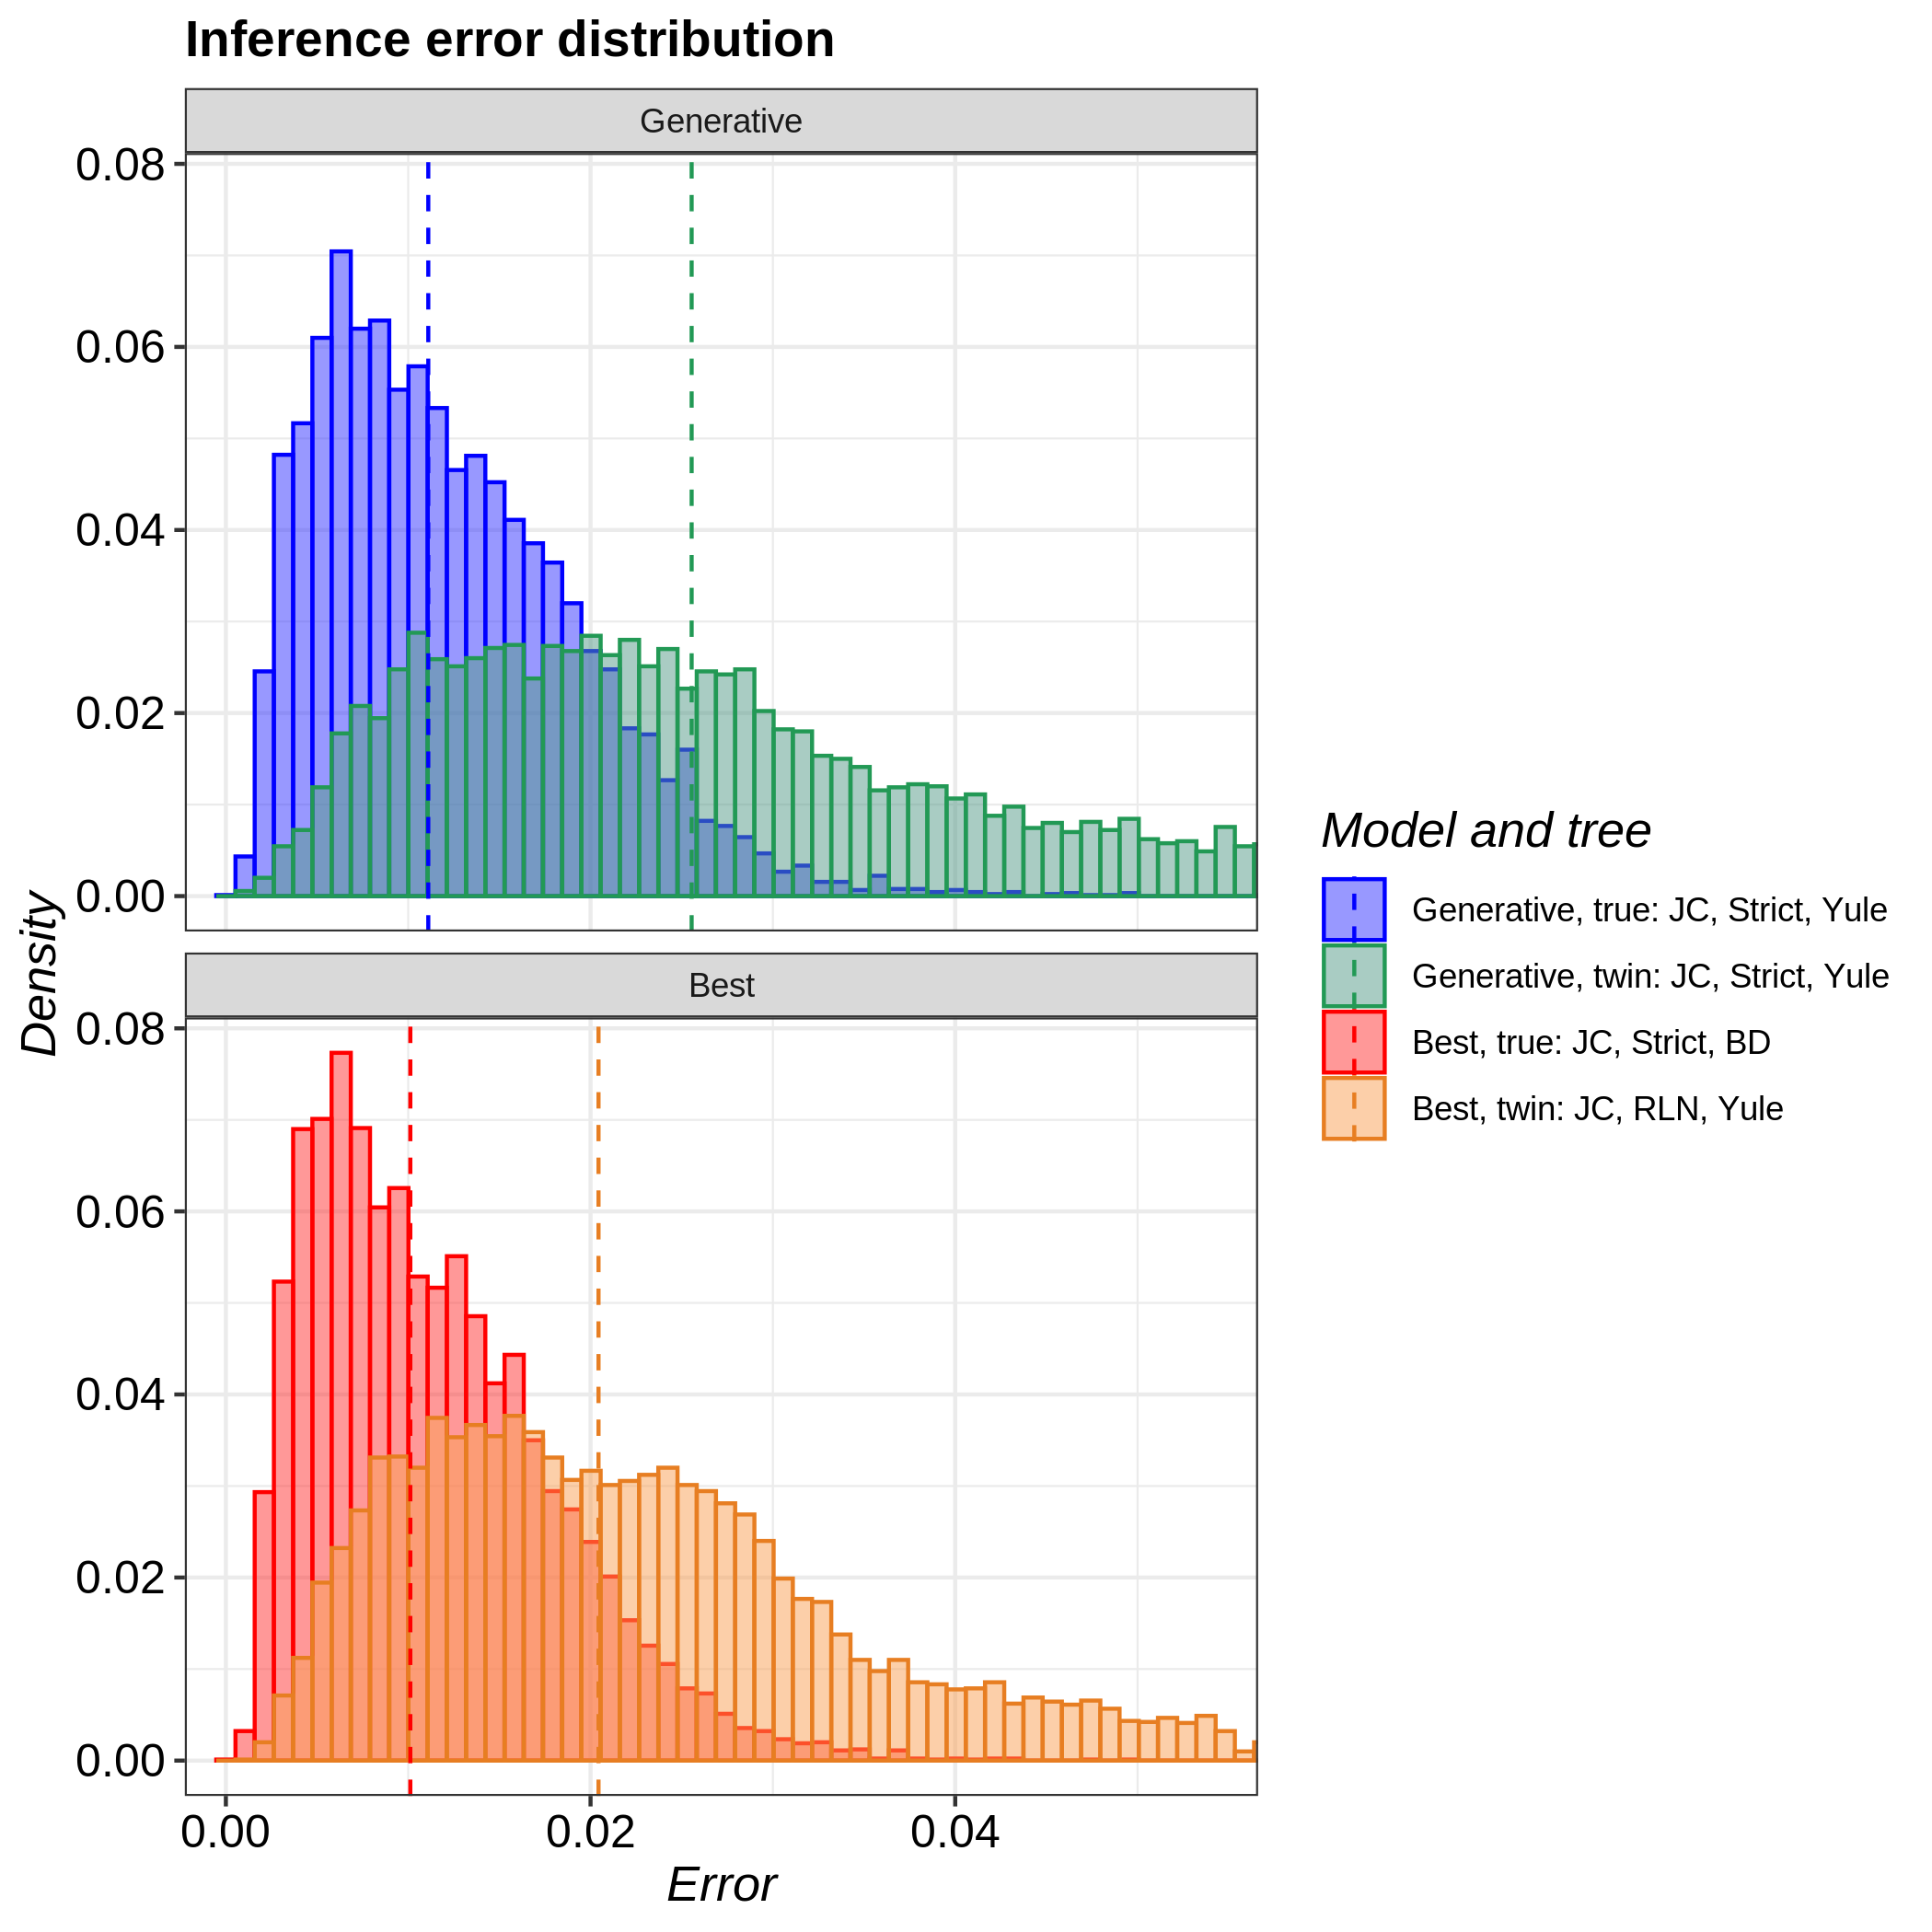 Inference error distribution
Generative
0.08
0.06
0.04
0.02
0.00
Density
Best
0.08
0.06
0.04
0.02
0.00
0.00 0.02 0.04
Error
Model and tree
Generative, true: JC, Strict, Yule
Generative, twin: JC, Strict, Yule
Best, true: JC, Strict, BD
Best, twin: JC, RLN, Yule